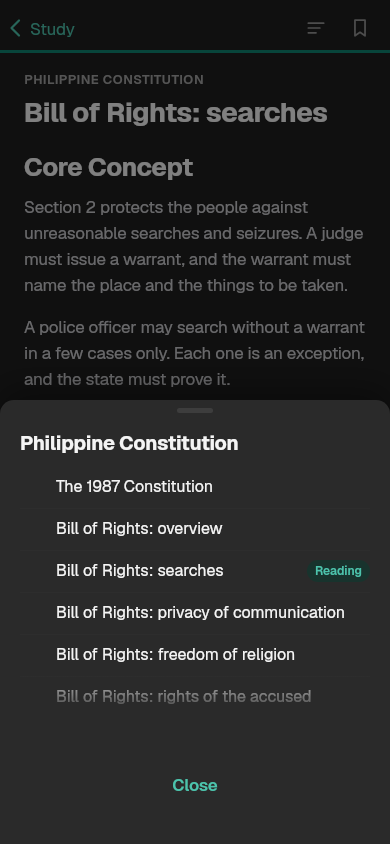 Study
PHILIPPINE CONSTITUTION
Bill of Rights: searches
Core Concept
Section 2 protects the people against
unreasonable searches and seizures. A judge
must issue a warrant, and the warrant must
name the place and the things to be taken.
A police officer may search without a warrant
in a few cases only. Each one is an exception,
and the state must prove it.
Philippine Constitution
The 1987 Constitution
Bill of Rights: overview
Bill of Rights: searches
Reading
Bill of Rights: privacy of communication
Bill of Rights: freedom of religion
Bill of Rights: rights of the accused
Close